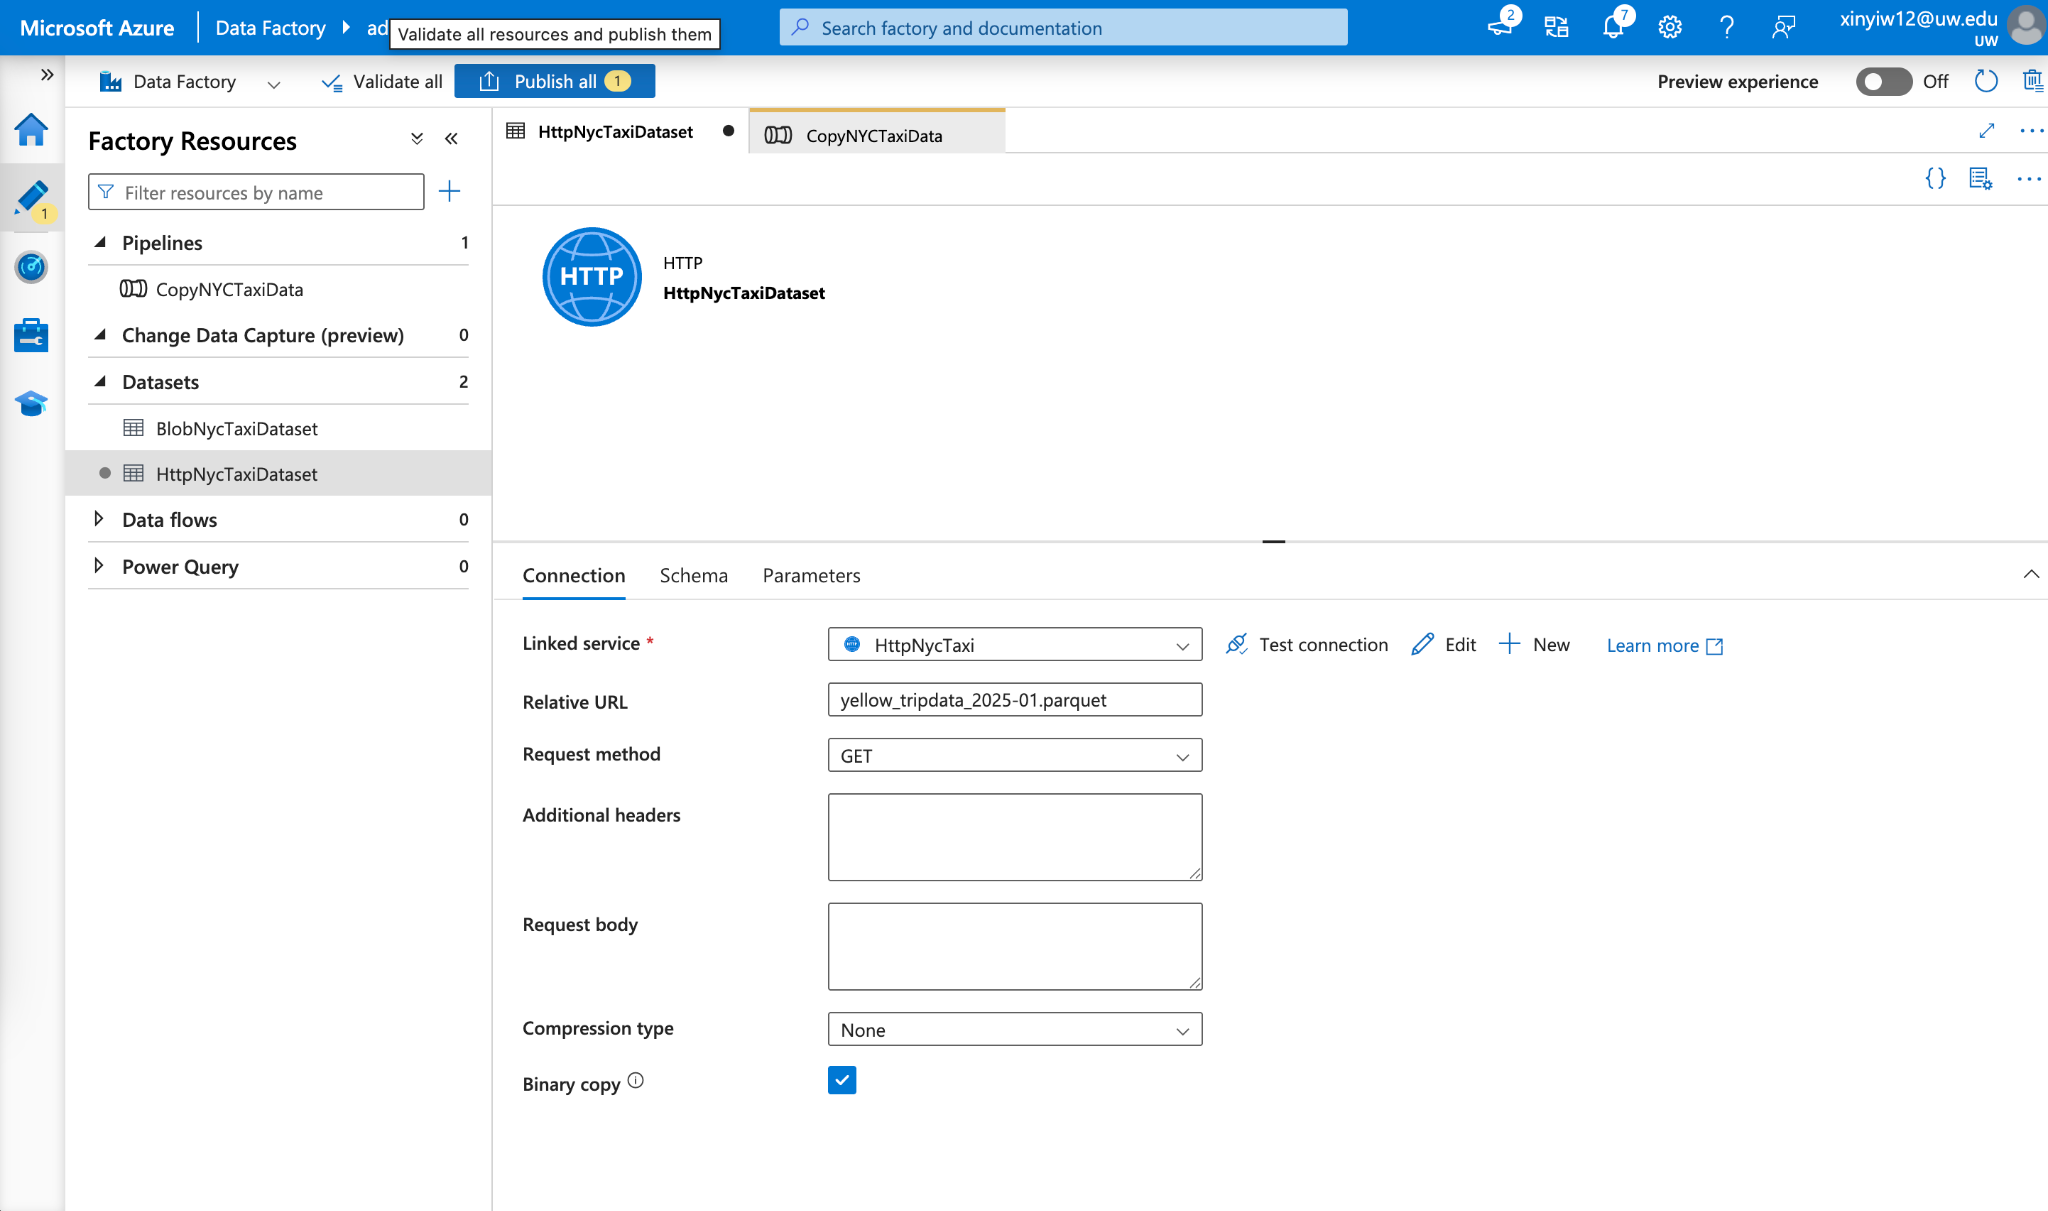 Microsoft Azure
Data Factory
ad
Validate all resources and publish them
Search factory and documentation
2
7
xinyiw12@uw.edu
UW
Data Factory
Validate all
Publish all 1
Preview experience
Off
1
Factory Resources
Filter resources by name
Pipelines 1
CopyNYCTaxiData
Change Data Capture (preview) 0
Datasets 2
BlobNycTaxiDataset
HttpNycTaxiDataset
Data flows 0
Power Query 0
HttpNycTaxiDataset
CopyNYCTaxiData
HTTP
HTTP
HttpNycTaxiDataset
Connection Schema Parameters
Linked service * HttpNycTaxi Test connection Edit New Learn more
Relative URL yellow_tripdata_2025-01.parquet
Request method GET
Additional headers
Request body
Compression type None
Binary copy